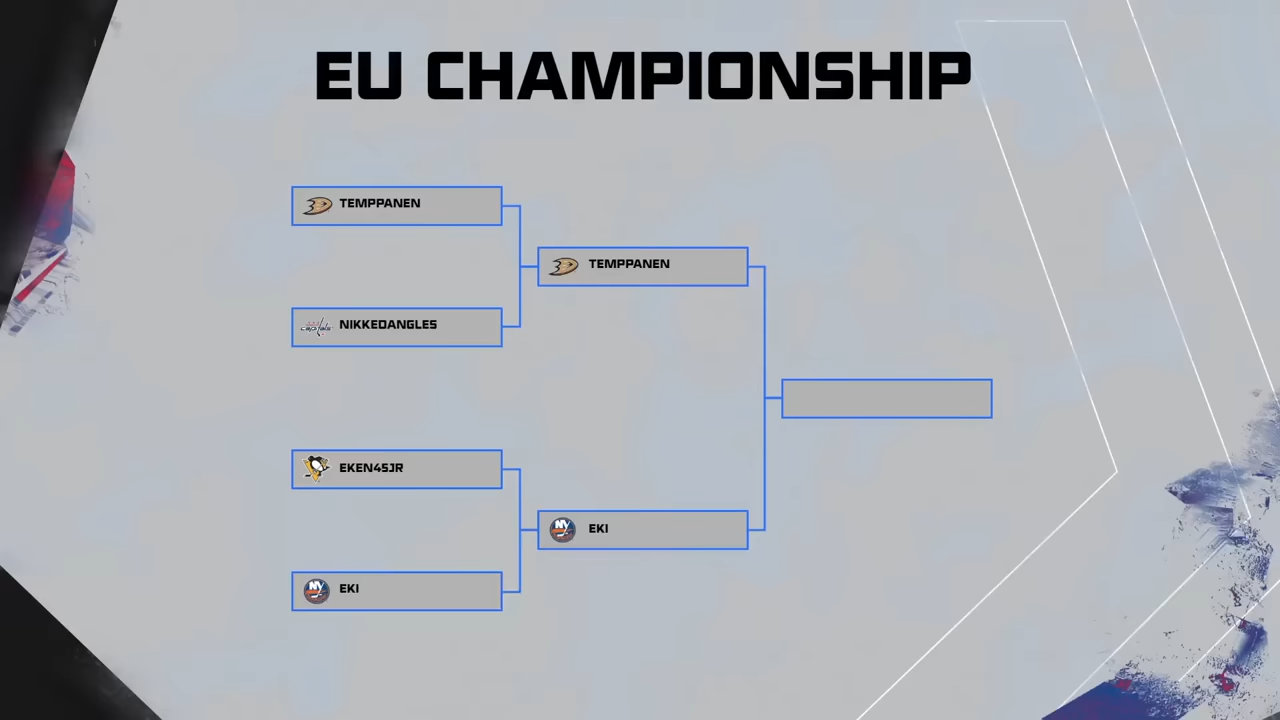 EU CHAMPIONSHIP
TEMPPANEN
NIKKEDANGLES
TEMPPANEN
EKEN45JR
EKI
EKI